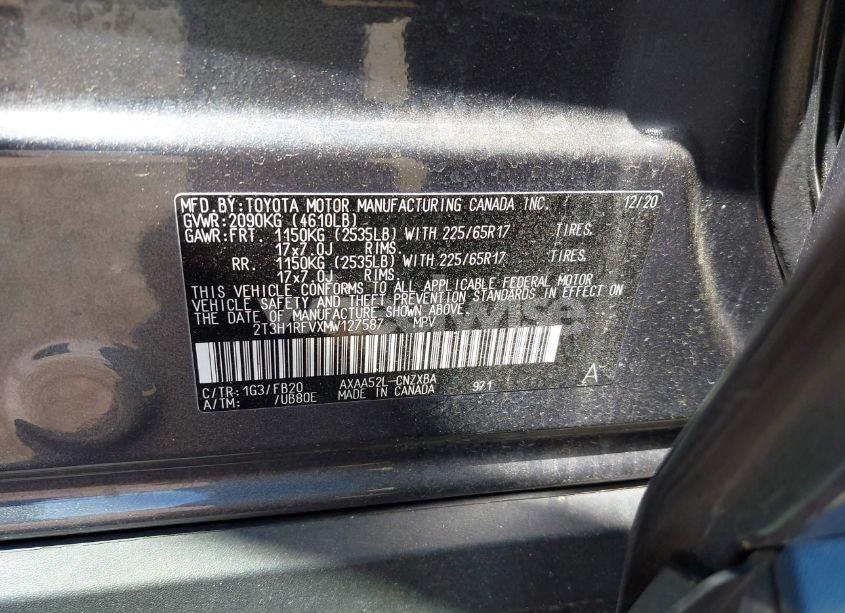 MFD.BY:TOYOTA MOTOR MANUFACTURING CANADA INC. 12/20
GVWR:2090KG (4610LB)
GAWR:FRT. 1150KG (2535LB) WITH 225/65R17 TIRES.
17x7.0J RIMS.
RR. 1150KG (2535LB) WITH 225/65R17 TIRES.
17x7.0J RIMS.
THIS VEHICLE CONFORMS TO ALL APPLICABLE FEDERAL MOTOR
VEHICLE SAFETY AND THEFT PREVENTION STANDARDS IN EFFECT ON
THE DATE OF MANUFACTURE SHOWN ABOVE.
2T3H1RFVXMW127587 MPV
C/TR:1G3/FB20 AXAA52L-CNZXBA 971 A
A/TM: /UB80E MADE IN CANADA